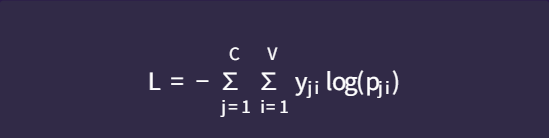 C V
L = − Σ Σ yji log(pji)
j=1 i=1